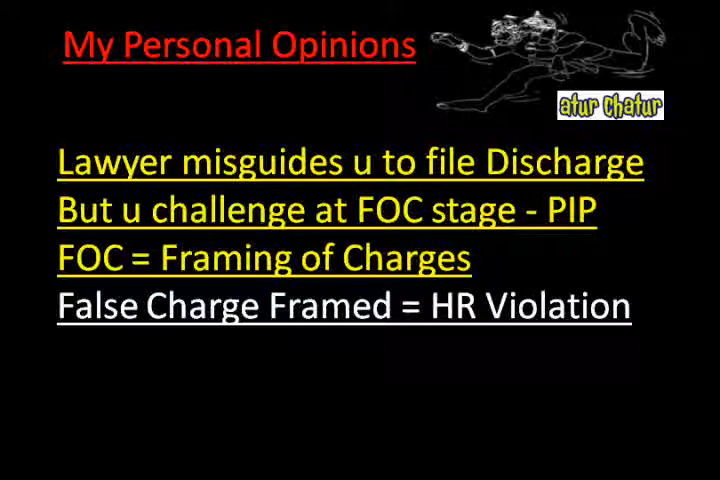 My Personal Opinions
atur chatur
Lawyer misguides u to file Discharge
But u challenge at FOC stage - PIP
FOC = Framing of Charges
False Charge Framed = HR Violation